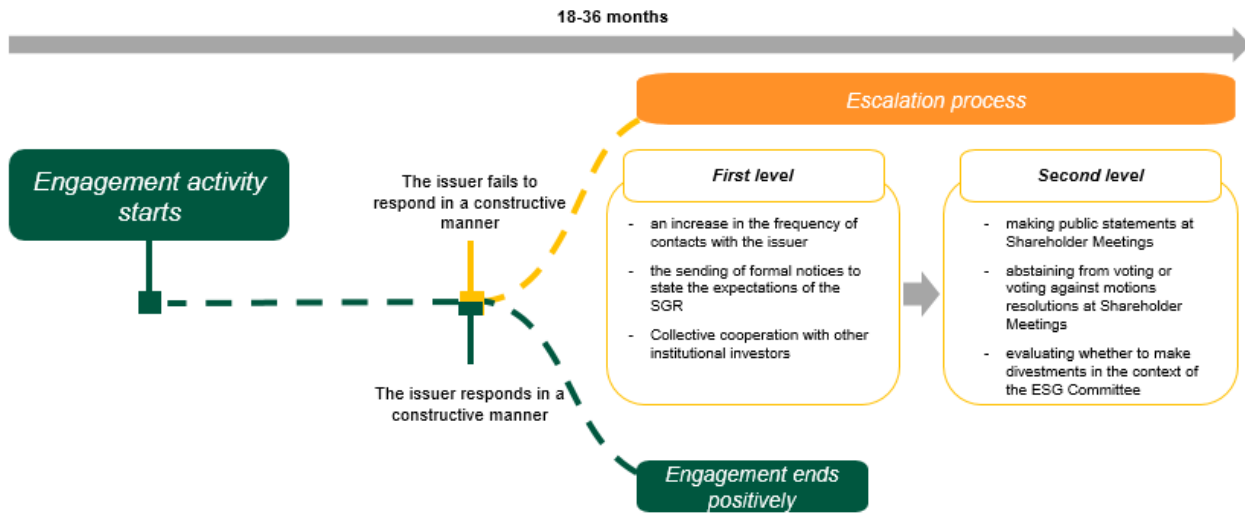 18-36 months
Escalation process
Engagement activity
starts
The issuer fails to
respond in a constructive
manner
First level
- an increase in the frequency of
contacts with the issuer
- the sending of formal notices to
state the expectations of the
SGR
- Collective cooperation with other
institutional investors
Second level
- making public statements at
Shareholder Meetings
- abstaining from voting or
voting against motions
resolutions at Shareholder
Meetings
- evaluating whether to make
divestments in the context of
the ESG Committee
The issuer responds in a
constructive manner
Engagement ends
positively